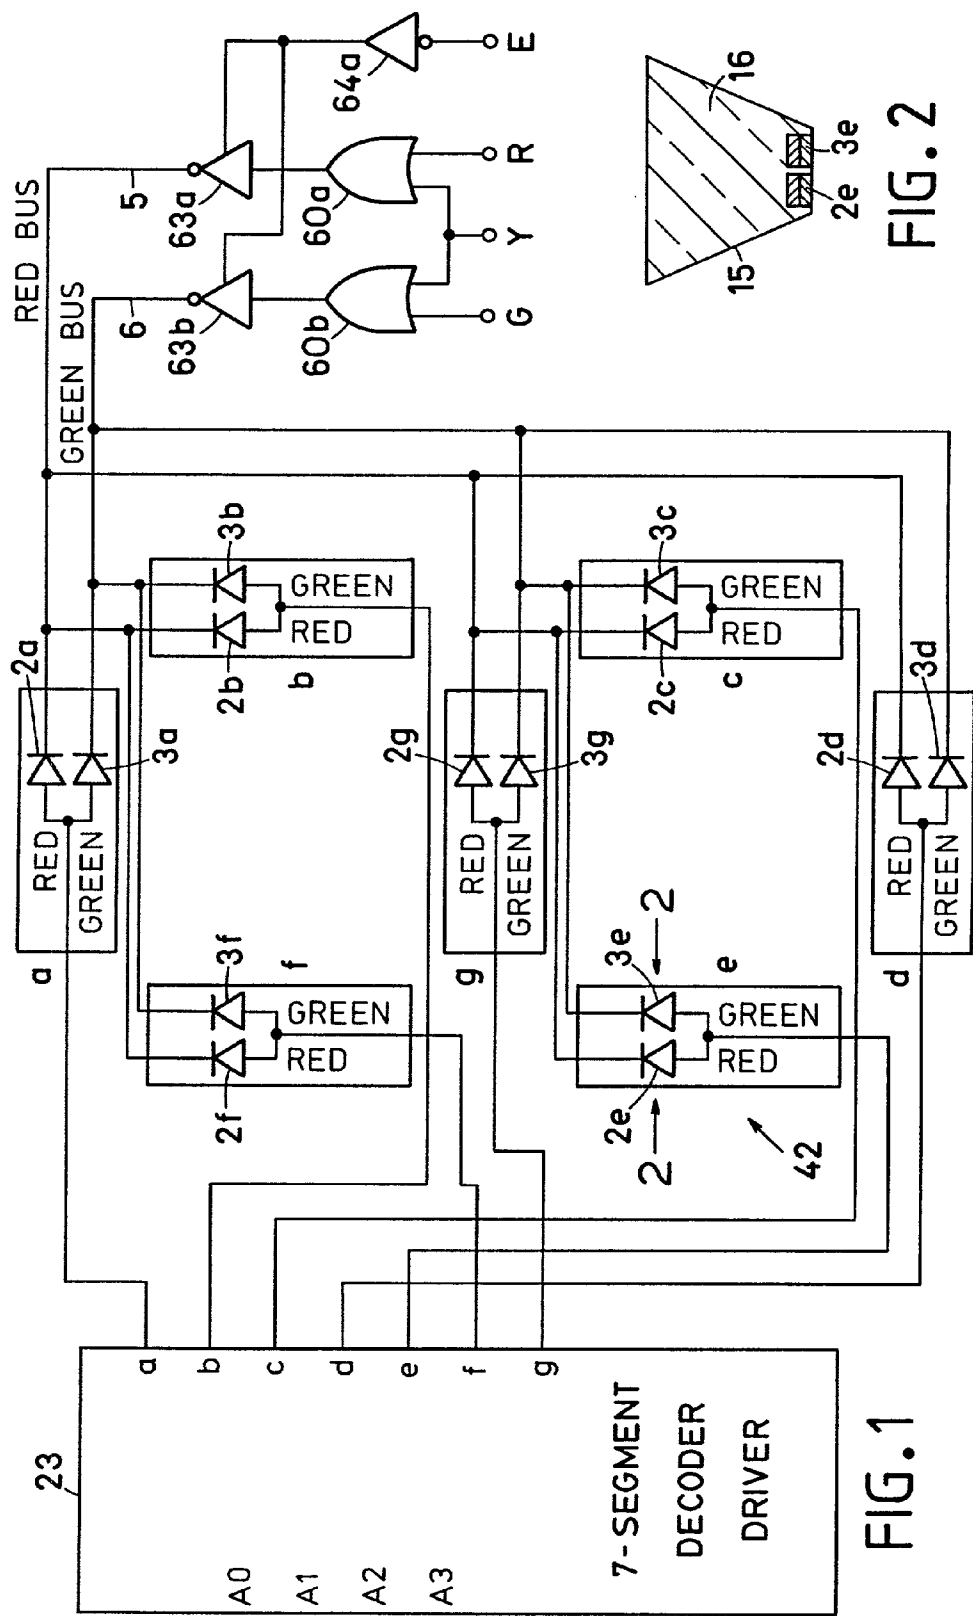 23
A0
A1
A2
A3
7-SEGMENT
DECODER
DRIVER
a
b
c
d
e
f
g
a
RED
GREEN
2a
3a
f
2f
3f
RED
GREEN
b
2b
3b
RED
GREEN
g
RED
GREEN
2g
3g
e
2e
3e
RED
GREEN
2
2
42
c
2c
3c
RED
GREEN
d
RED
GREEN
2d
3d
RED BUS
GREEN BUS
5
6
63a
63b
60a
60b
64a
G
Y
R
E
FIG.1
15
16
2e
3e
FIG.2